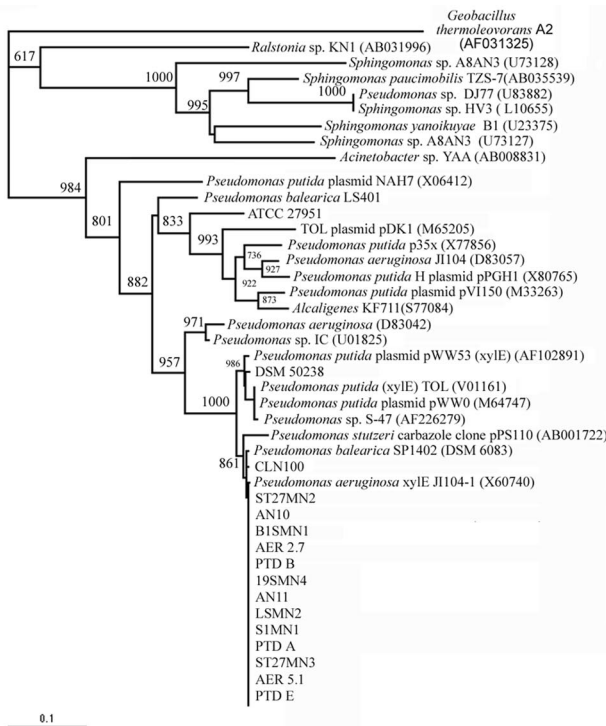 Geobacillus
thermoleovorans A2
(AF031325)
617
Ralstonia sp. KN1 (AB031996)
Sphingomonas sp. A8AN3 (U73128)
1000
997
Sphingomonas paucimobilis TZS-7(AB035539)
1000
Pseudomonas sp. DJ77 (U83882)
995
Sphingomonas sp. HV3 ( L10655)
Sphingomonas yanoikuyae B1 (U23375)
Sphingomonas sp. A8AN3 (U73127)
Acinetobacter sp. YAA (AB008831)
984
Pseudomonas putida plasmid NAH7 (X06412)
801
Pseudomonas balearica LS401
833
ATCC 27951
993
TOL plasmid pDK1 (M65205)
Pseudomonas putida p35x (X77856)
736
Pseudomonas aeruginosa JI104 (D83057)
927
882
922
Pseudomonas putida H plasmid pPGH1 (X80765)
Pseudomonas putida plasmid pVI150 (M33263)
873
Alcaligenes KF711(S77084)
971
Pseudomonas aeruginosa (D83042)
Pseudomonas sp. IC (U01825)
957
Pseudomonas putida plasmid pWW53 (xylE) (AF102891)
986
DSM 50238
Pseudomonas putida (xylE) TOL (V01161)
1000
Pseudomonas putida plasmid pWW0 (M64747)
Pseudomonas sp. S-47 (AF226279)
Pseudomonas stutzeri carbazole clone pPS110 (AB001722)
Pseudomonas balearica SP1402 (DSM 6083)
861
CLN100
Pseudomonas aeruginosa xylE JI104-1 (X60740)
ST27MN2
AN10
B1SMN1
AER 2.7
PTD B
19SMN4
AN11
LSMN2
S1MN1
PTD A
ST27MN3
AER 5.1
PTD E
0.1